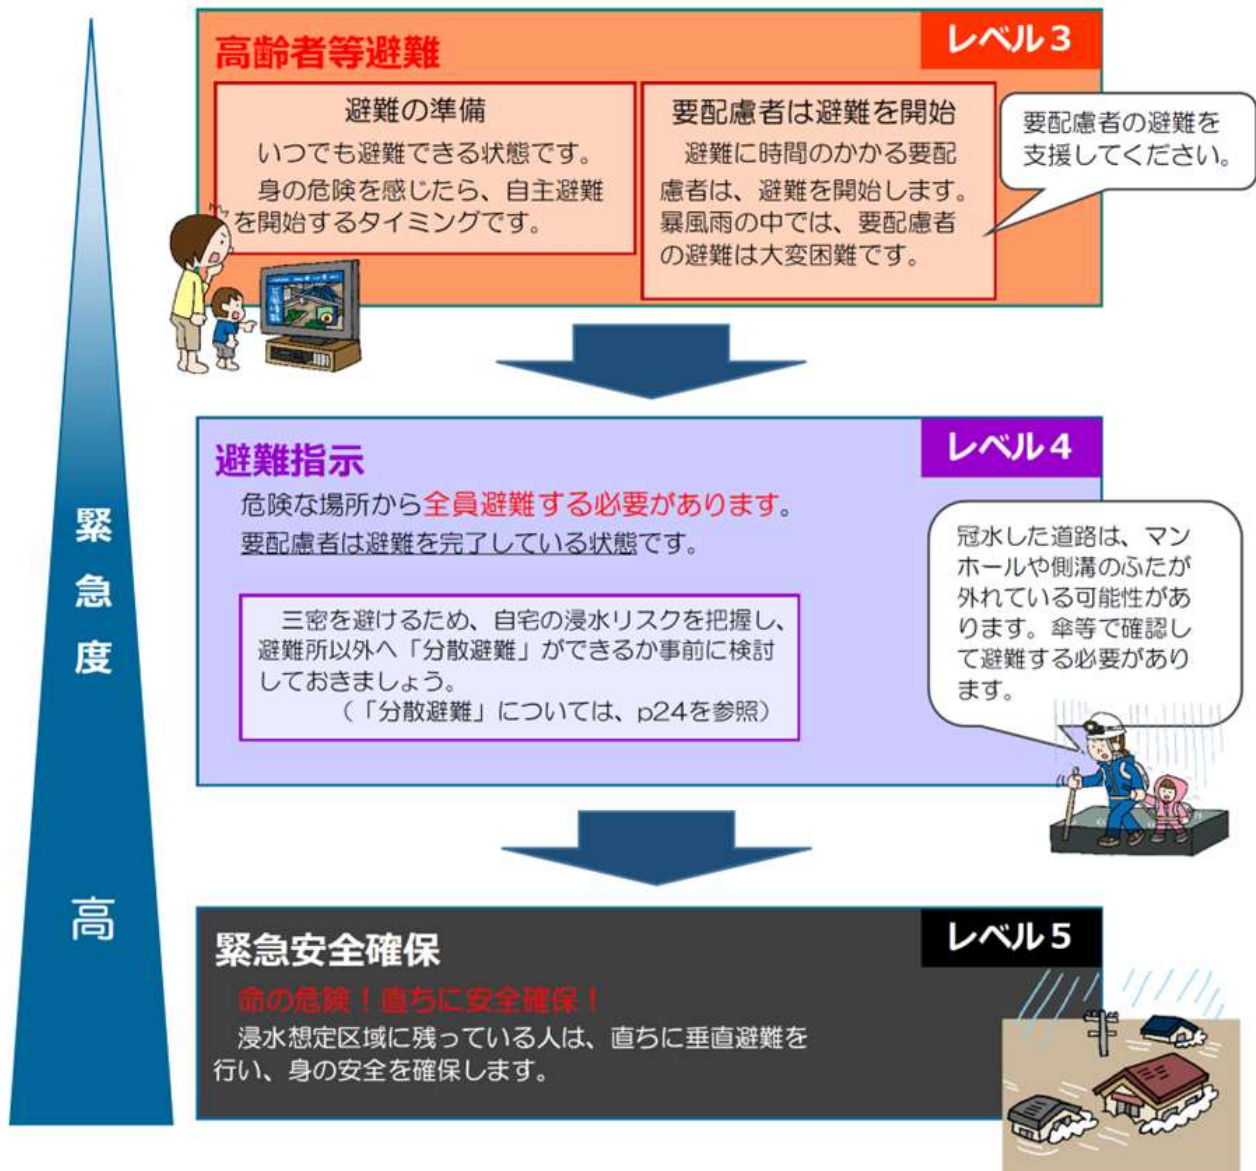 高齢者等避難
レベル3
避難の準備
いつでも避難できる状態です。
身の危険を感じたら、自主避難
を開始するタイミングです。
要配慮者は避難を開始
避難に時間のかかる要配
慮者は、避難を開始します。
暴風雨の中では、要配慮者
の避難は大変困難です。
要配慮者の避難を
支援してください。
避難指示
レベル4
危険な場所から全員避難する必要があります。
要配慮者は避難を完了している状態です。
三密を避けるため、自宅の浸水リスクを把握し、
避難所以外へ「分散避難」ができるか事前に検討
しておきましょう。
(「分散避難」については、p24を参照)
冠水した道路は、マン
ホールや側溝のふたが
外れている可能性があ
ります。傘等で確認し
て避難する必要があり
ます。
緊急安全確保
レベル5
命の危険!直ちに安全確保!
浸水想定区域に残っている人は、直ちに垂直避難を
行い、身の安全を確保します。
緊急度
高